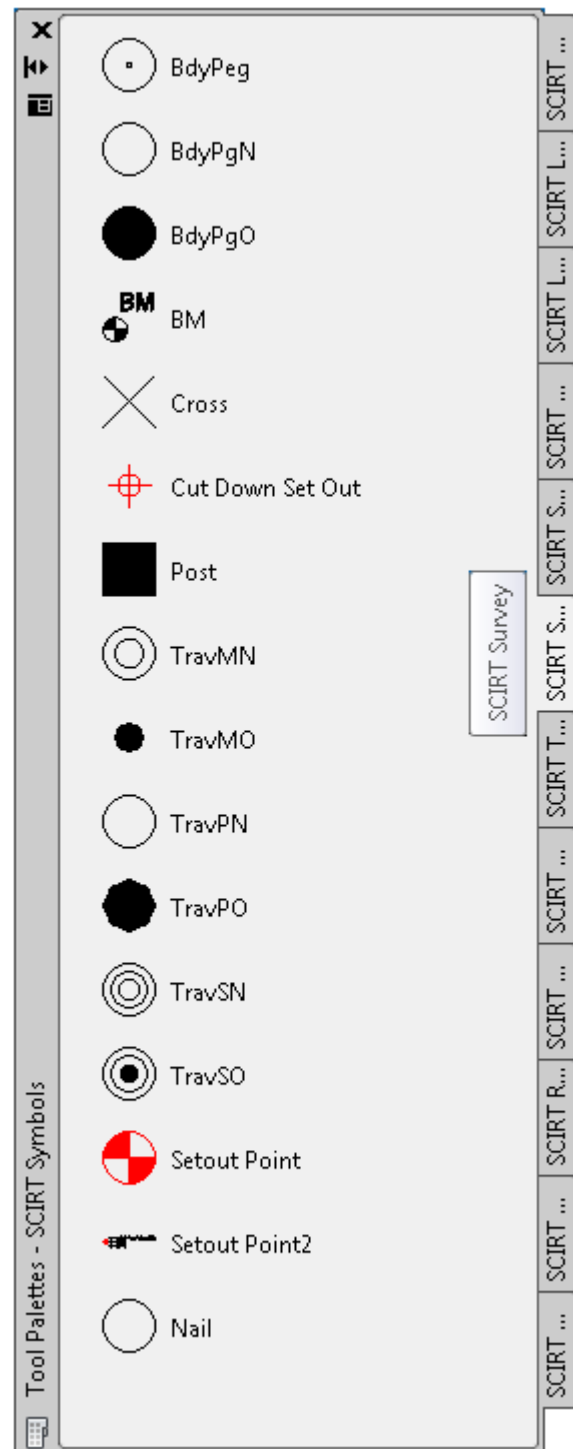 BdyPeg
BdyPgN
BdyPgO
BM
BM
Cross
Cut Down Set Out
Post
TravMN
TravMO
TravPN
TravPO
TravSN
TravSO
Setout Point
Setout Point2
Nail
Tool Palettes - SCIRT Symbols
SCIRT Survey
SCIRT ...
SCIRT L...
SCIRT L...
SCIRT ...
SCIRT S...
SCIRT S...
SCIRT T...
SCIRT ...
SCIRT ...
SCIRT R...
SCIRT ...
SCIRT ...